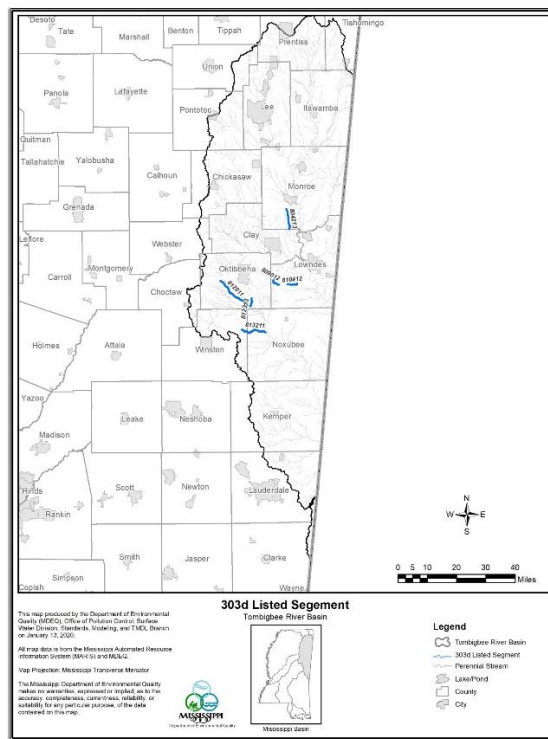 Desoto
Tate
Marshall
Benton
Tippah
Tishomingo
Prentiss
Union
Panola
Lafayette
Lee
Itawamba
Pontotoc
Quitman
Tallahatchie
Yalobusha
Calhoun
Chickasaw
Monroe
Grenada
Clay
Webster
Leflore
Carroll
Montgomery
Choctaw
Oktibbeha
Lowndes
810412
812911
813211
Holmes
Attala
Winston
Noxubee
Yazoo
Leake
Neshoba
Kemper
Madison
Hinds
Rankin
Scott
Newton
Lauderdale
Smith
Jasper
Clarke
Copiah
Simpson
Wayne
N
W
E
S
0 5 10 20 30 40
Miles
This map produced by the Department of Environmental
Quality (MDEQ), Office of Pollution Control, Surface
Water Division, Standards, Modeling, and TMDL Branch
on January 13, 2020.
All map data is from the Mississippi Automated Resource
Information System (MARIS) and MDEQ.
Map Projection: Mississippi Transverse Mercator
The Mississippi Department of Environmental Quality
makes no warranties, expressed or implied, as to the
accuracy, completeness, currentness, reliability, or
suitability for any particular purpose, of the data
contained on this map.
MISSISSIPPI
Department of Environmental Quality
303d Listed Segement
Tombigbee River Basin
Mississippi Basin
Legend
Tombigbee River Basin
303d Listed Segment
Perennial Stream
Lake/Pond
County
City